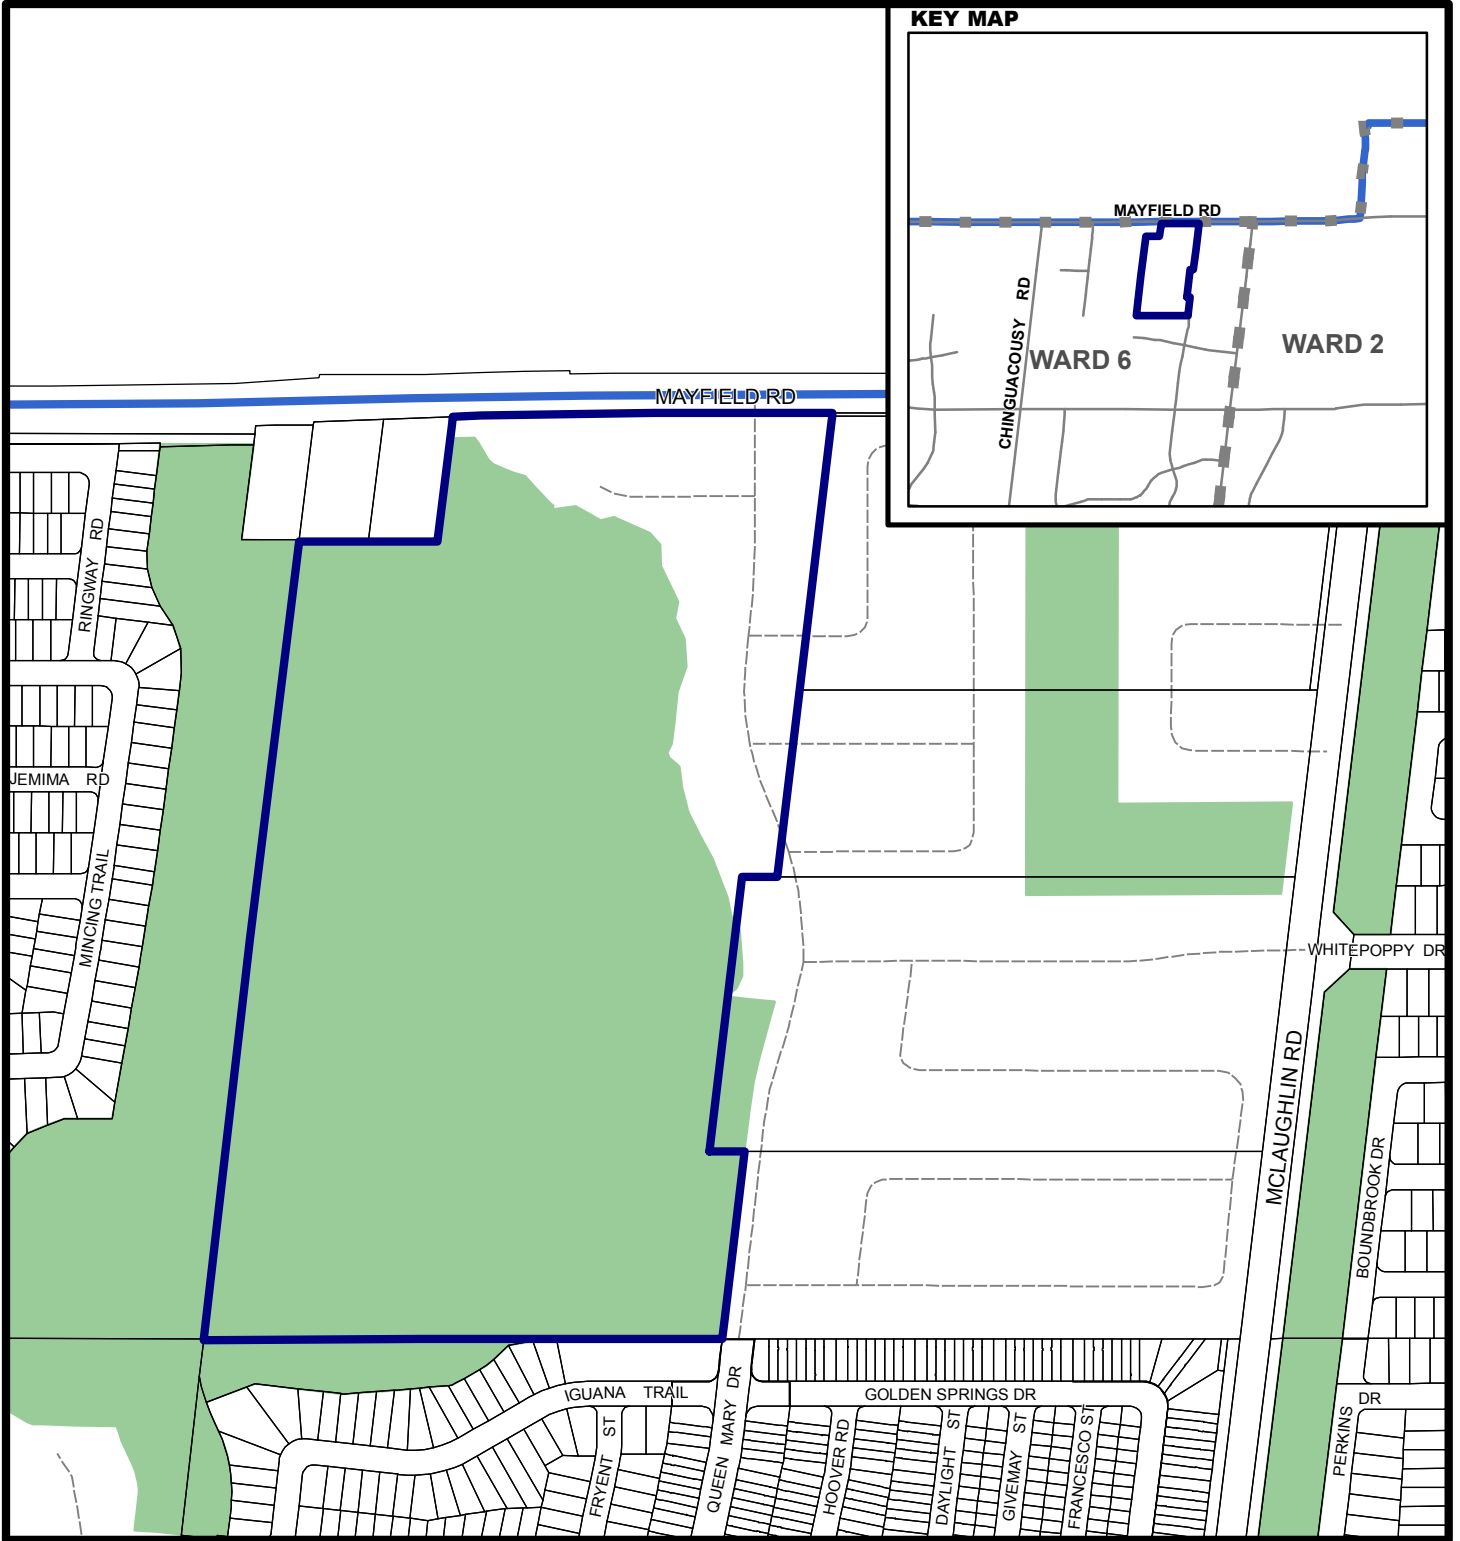 KEY MAP
MAYFIELD RD
CHINGUACOUSY RD
WARD 6
WARD 2
MAYFIELD RD
RINGWAY RD
JEMIMA RD
MINCING TRAIL
WHITEPOPPY DR
MCLAUGHLIN RD
BOUNDBROOK DR
IGUANA TRAIL
GOLDEN SPRINGS DR
FRYENT ST
QUEEN MARY DR
HOOVER RD
DAYLIGHT ST
GIVEMAY ST
FRANCESCO ST
PERKINS DR